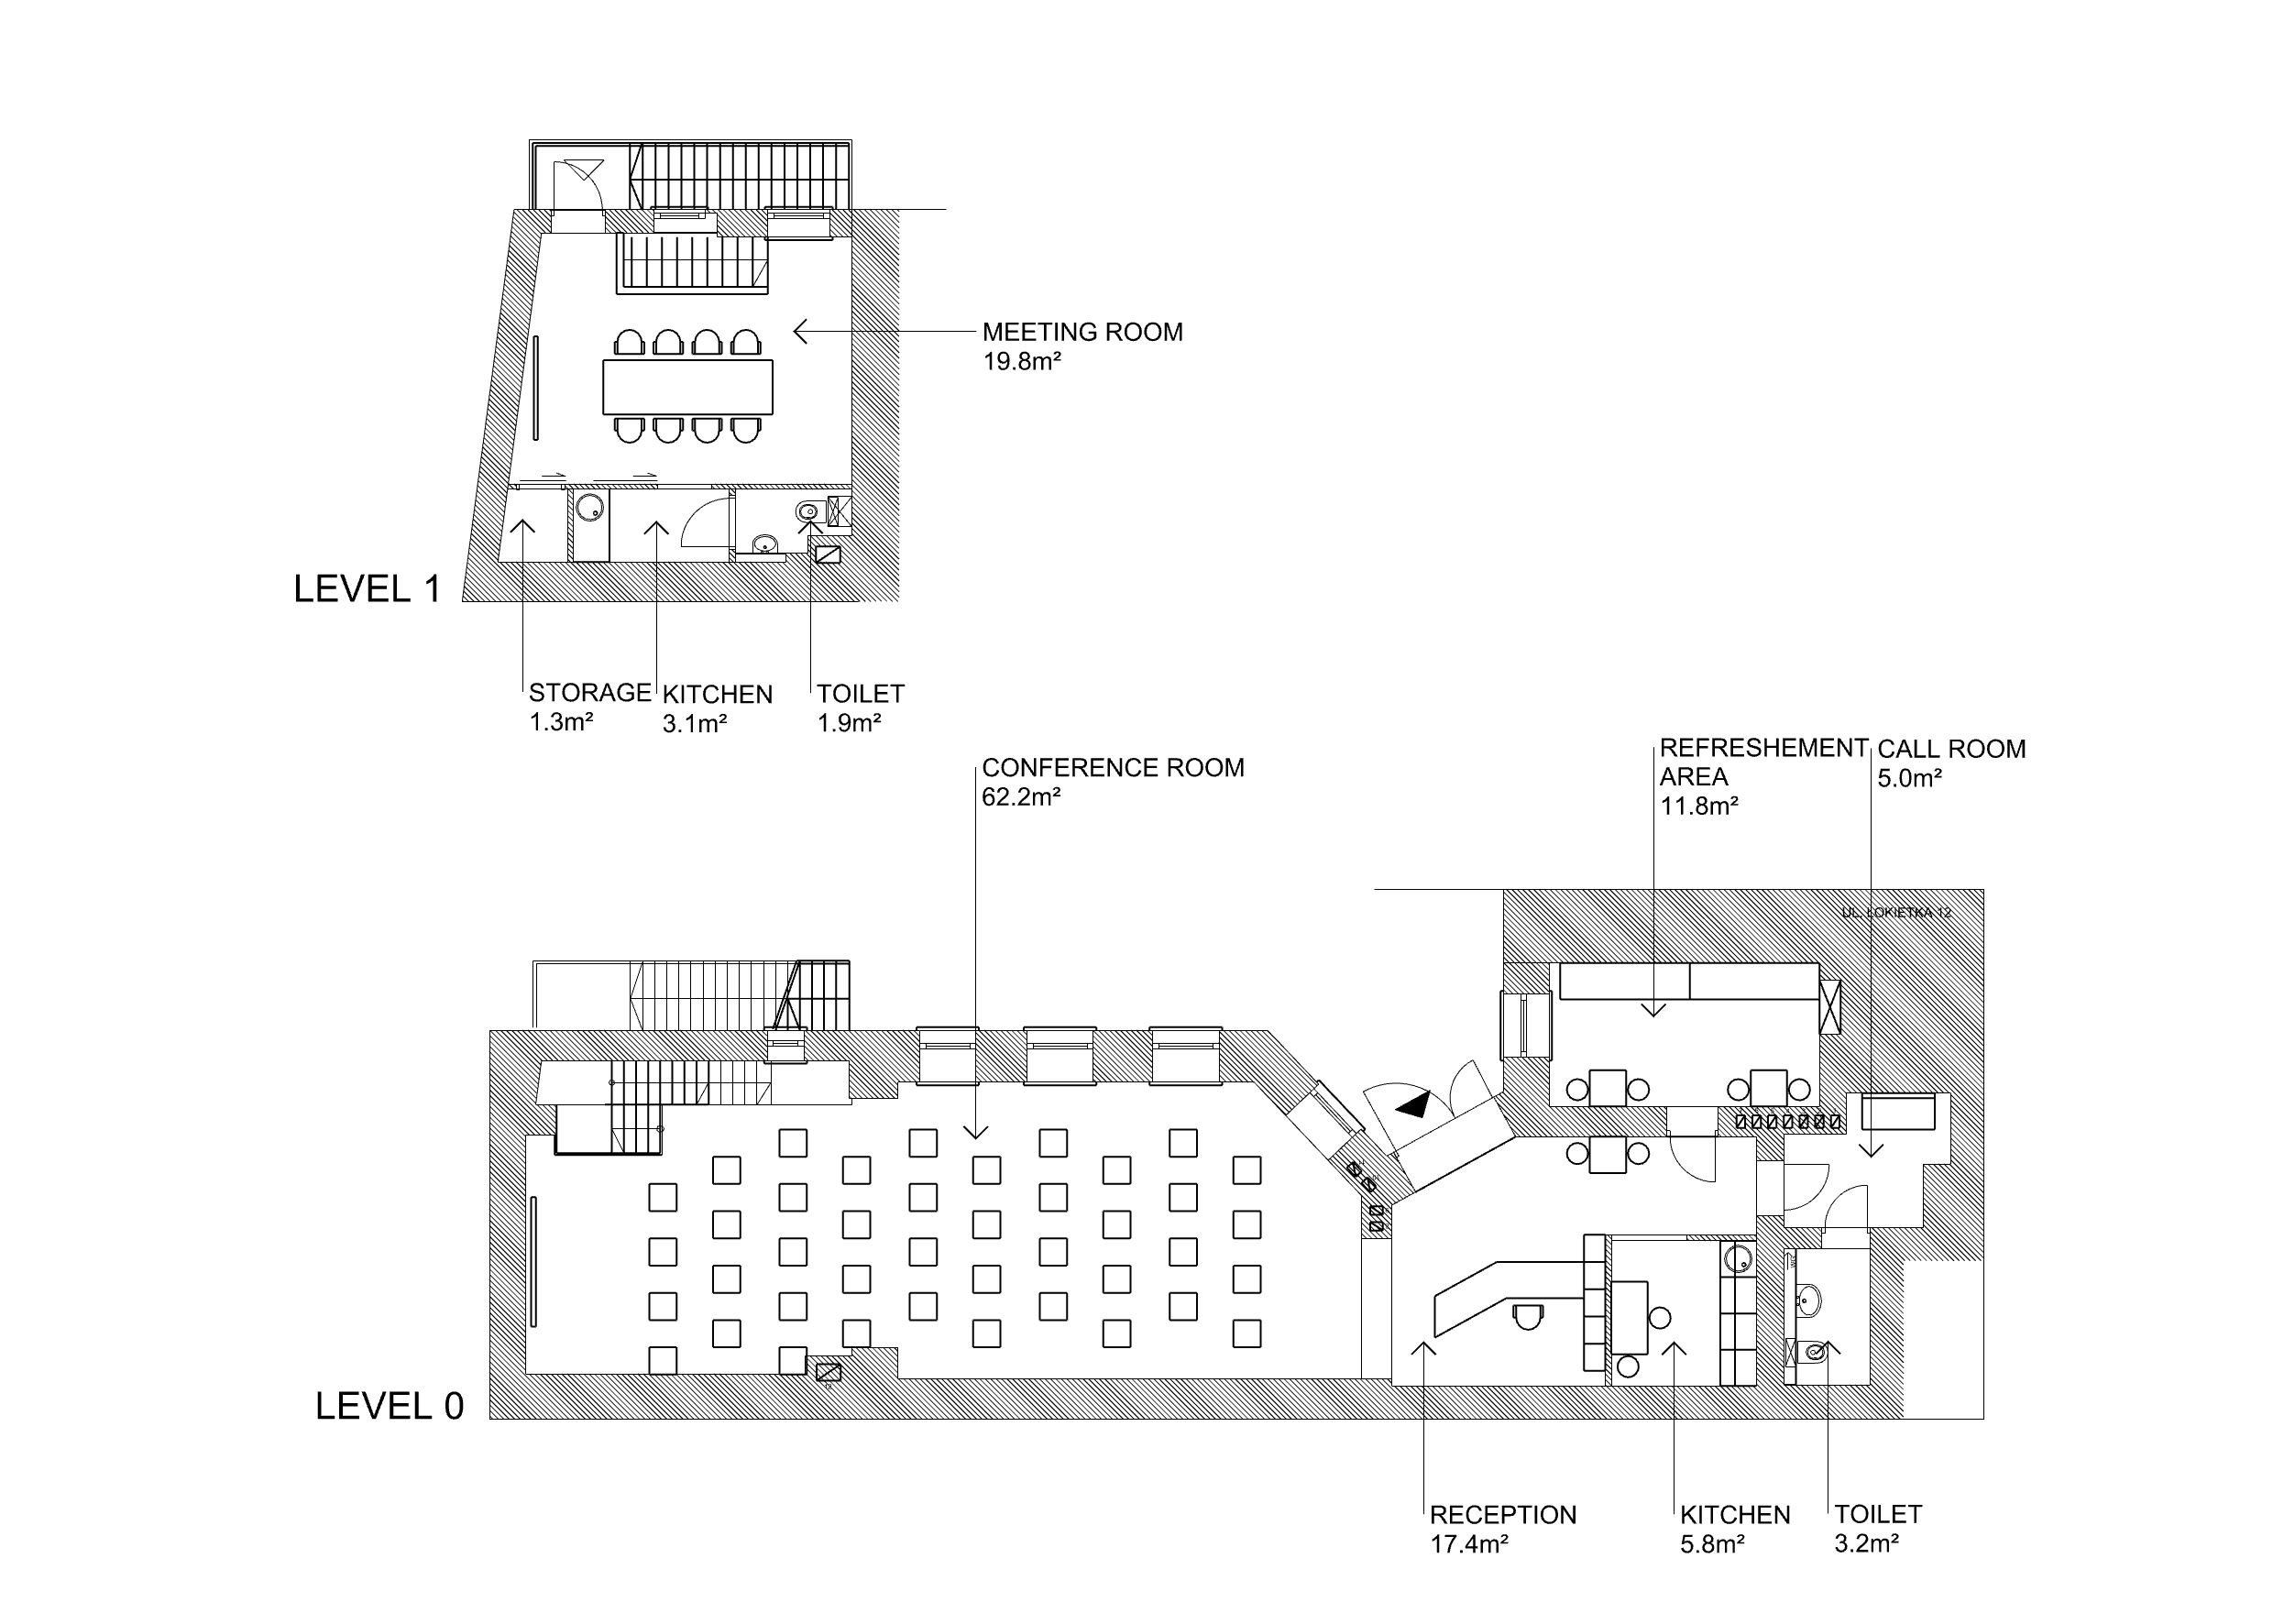 MEETING ROOM
19.8m²
LEVEL 1
STORAGE
1.3m²
KITCHEN
3.1m²
TOILET
1.9m²
CONFERENCE ROOM
62.2m²
REFRESHEMENT
AREA
11.8m²
CALL ROOM
5.0m²
UL. ŁOKIETKA 12
LEVEL 0
RECEPTION
17.4m²
KITCHEN
5.8m²
TOILET
3.2m²